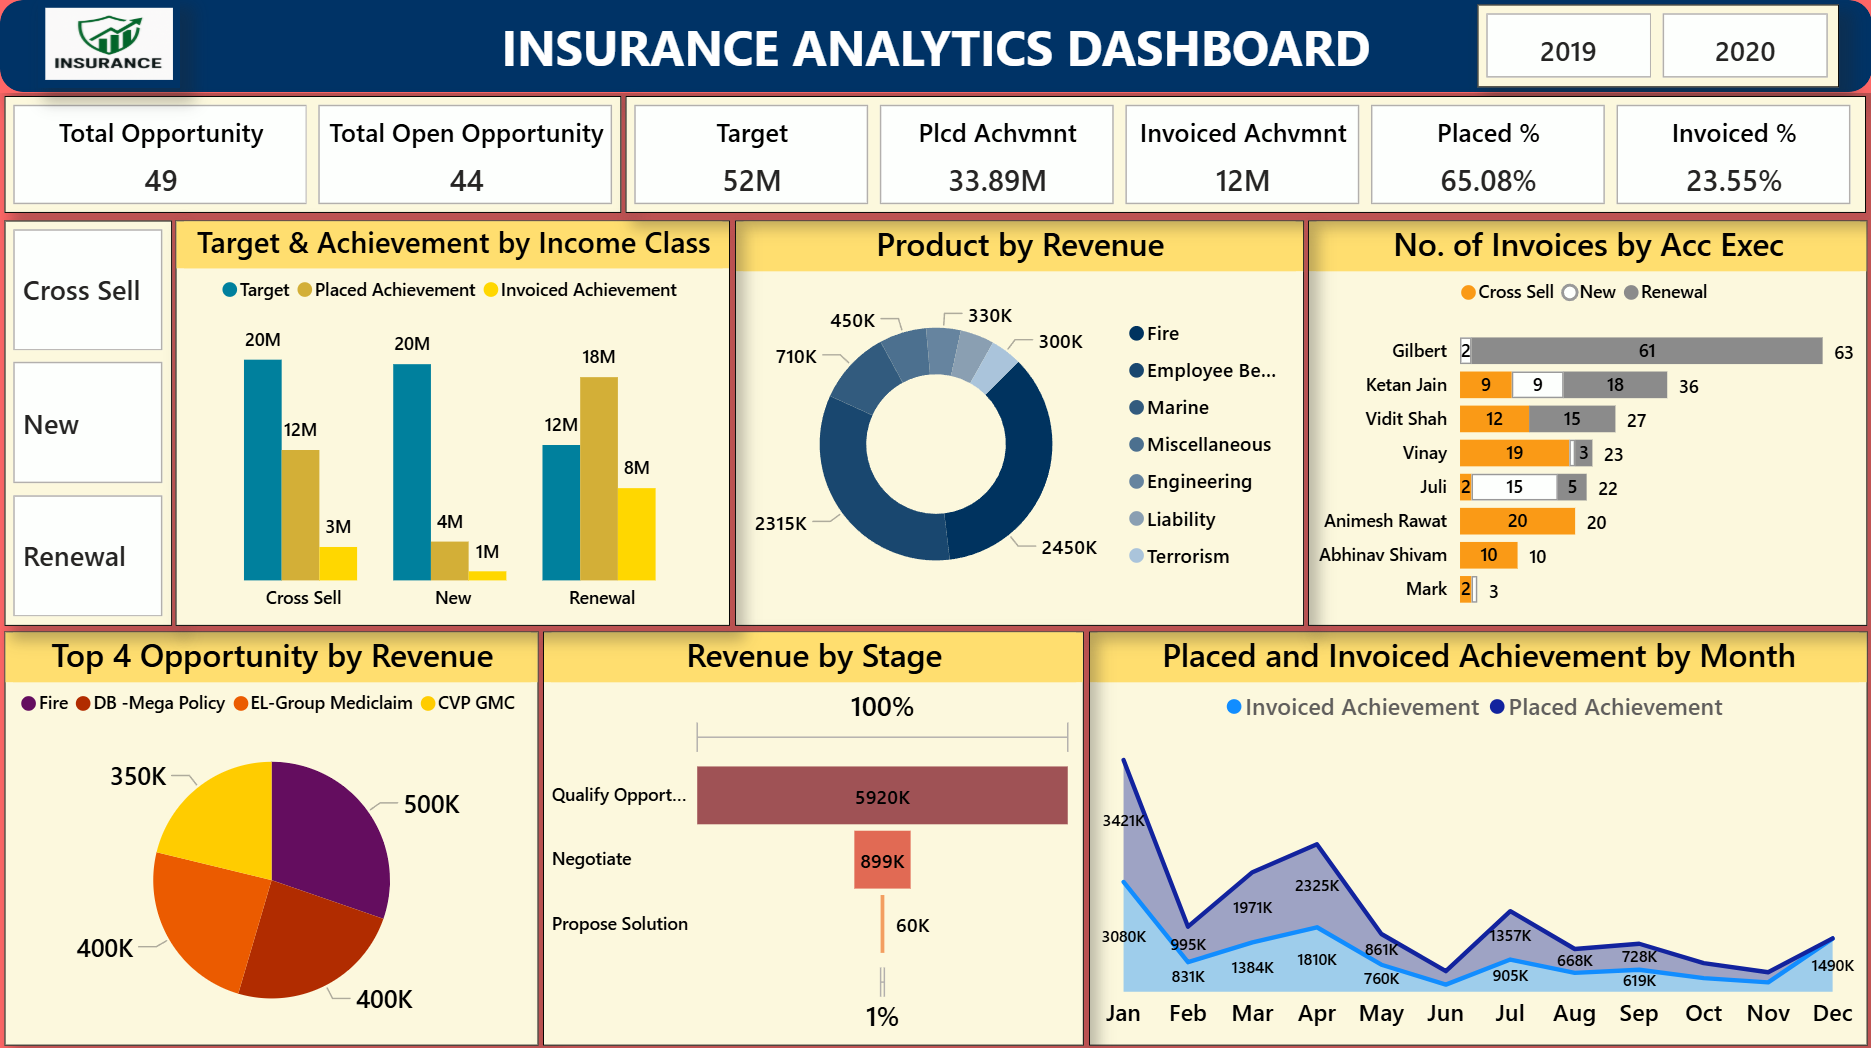 INSURANCE
INSURANCE ANALYTICS DASHBOARD
2019
2020
Total Opportunity
49
Total Open Opportunity
44
Target
52M
Plcd Achvmnt
33.89M
Invoiced Achvmnt
12M
Placed %
65.08%
Invoiced %
23.55%
Cross Sell
New
Renewal
Target & Achievement by Income Class
Target Placed Achievement Invoiced Achievement
20M
12M
3M
20M
4M
1M
12M
18M
8M
Cross Sell New Renewal
Product by Revenue
450K
330K
300K
710K
2315K
2450K
Fire
Employee Be...
Marine
Miscellaneous
Engineering
Liability
Terrorism
No. of Invoices by Acc Exec
Cross Sell New Renewal
Gilbert 2 61 63
Ketan Jain 9 9 18 36
Vidit Shah 12 15 27
Vinay 19 3 23
Juli 2 15 5 22
Animesh Rawat 20 20
Abhinav Shivam 10 10
Mark 2 3
Top 4 Opportunity by Revenue
Fire DB -Mega Policy EL-Group Mediclaim CVP GMC
350K
500K
400K
400K
Revenue by Stage
100%
Qualify Opport... 5920K
Negotiate 899K
Propose Solution 60K
1%
Placed and Invoiced Achievement by Month
Invoiced Achievement Placed Achievement
3421K
995K
1971K
2325K
861K
1357K
668K
728K
3080K
831K
1384K
1810K
760K
905K
619K
1490K
Jan Feb Mar Apr May Jun Jul Aug Sep Oct Nov Dec